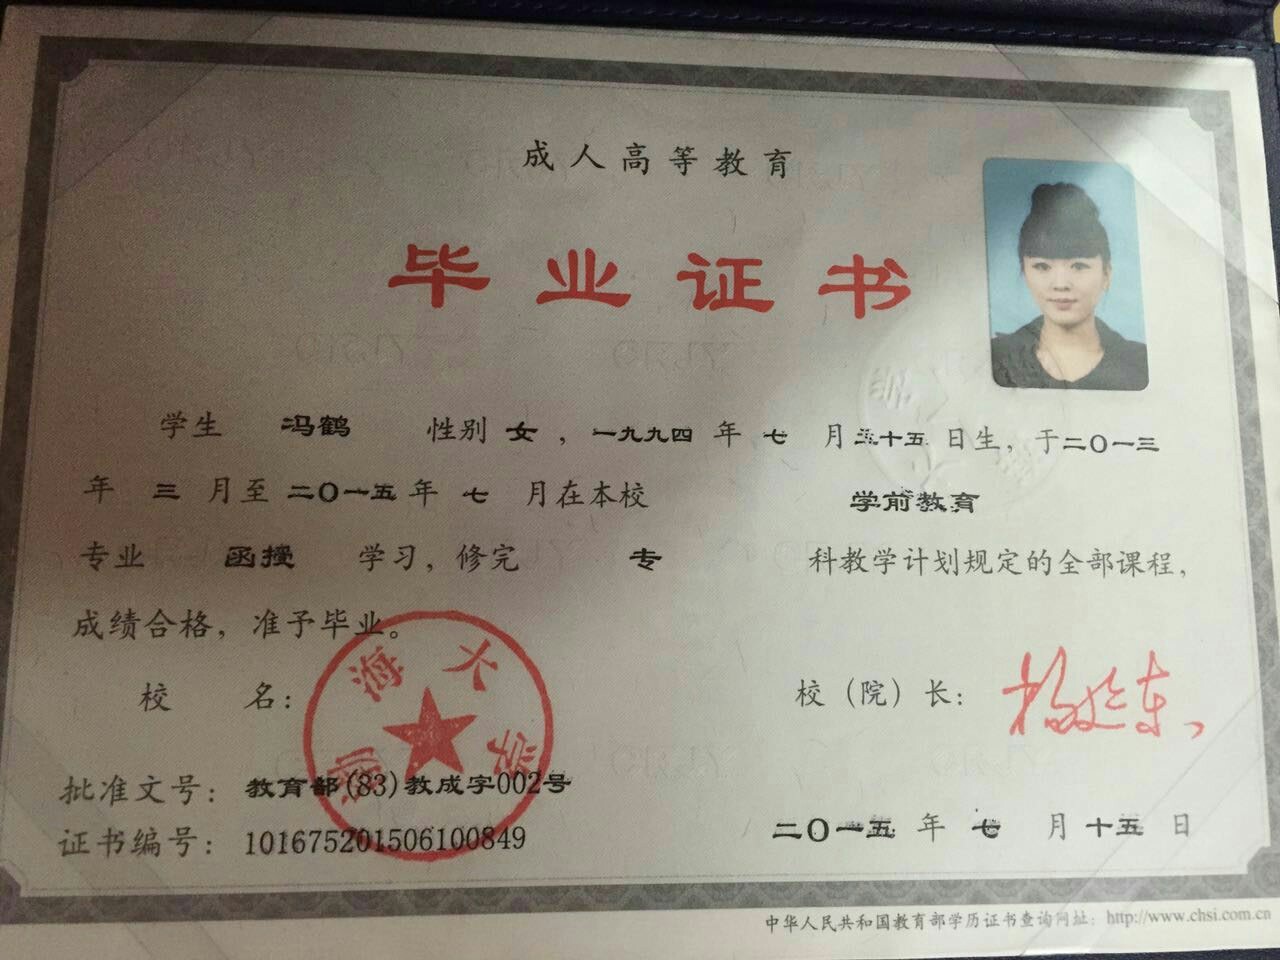 成人高等教育
毕业证书
学生 冯鹤 性别 女，一九九四 年 七 月 二十五 日生，于二〇一三
年 三 月至 二〇一五 年 七 月在本校 学前教育
专业 函授 学习，修完 专 科教学计划规定的全部课程，
成绩合格，准予毕业。
校 名：
渤海大学
校（院）长：
杨延东
批准文号：教育部(83)教成字002号
证书编号：101675201506100849
二〇一五 年 七 月 十五 日
中华人民共和国教育部学历证书查询网址：http://www.chsi.com.cn